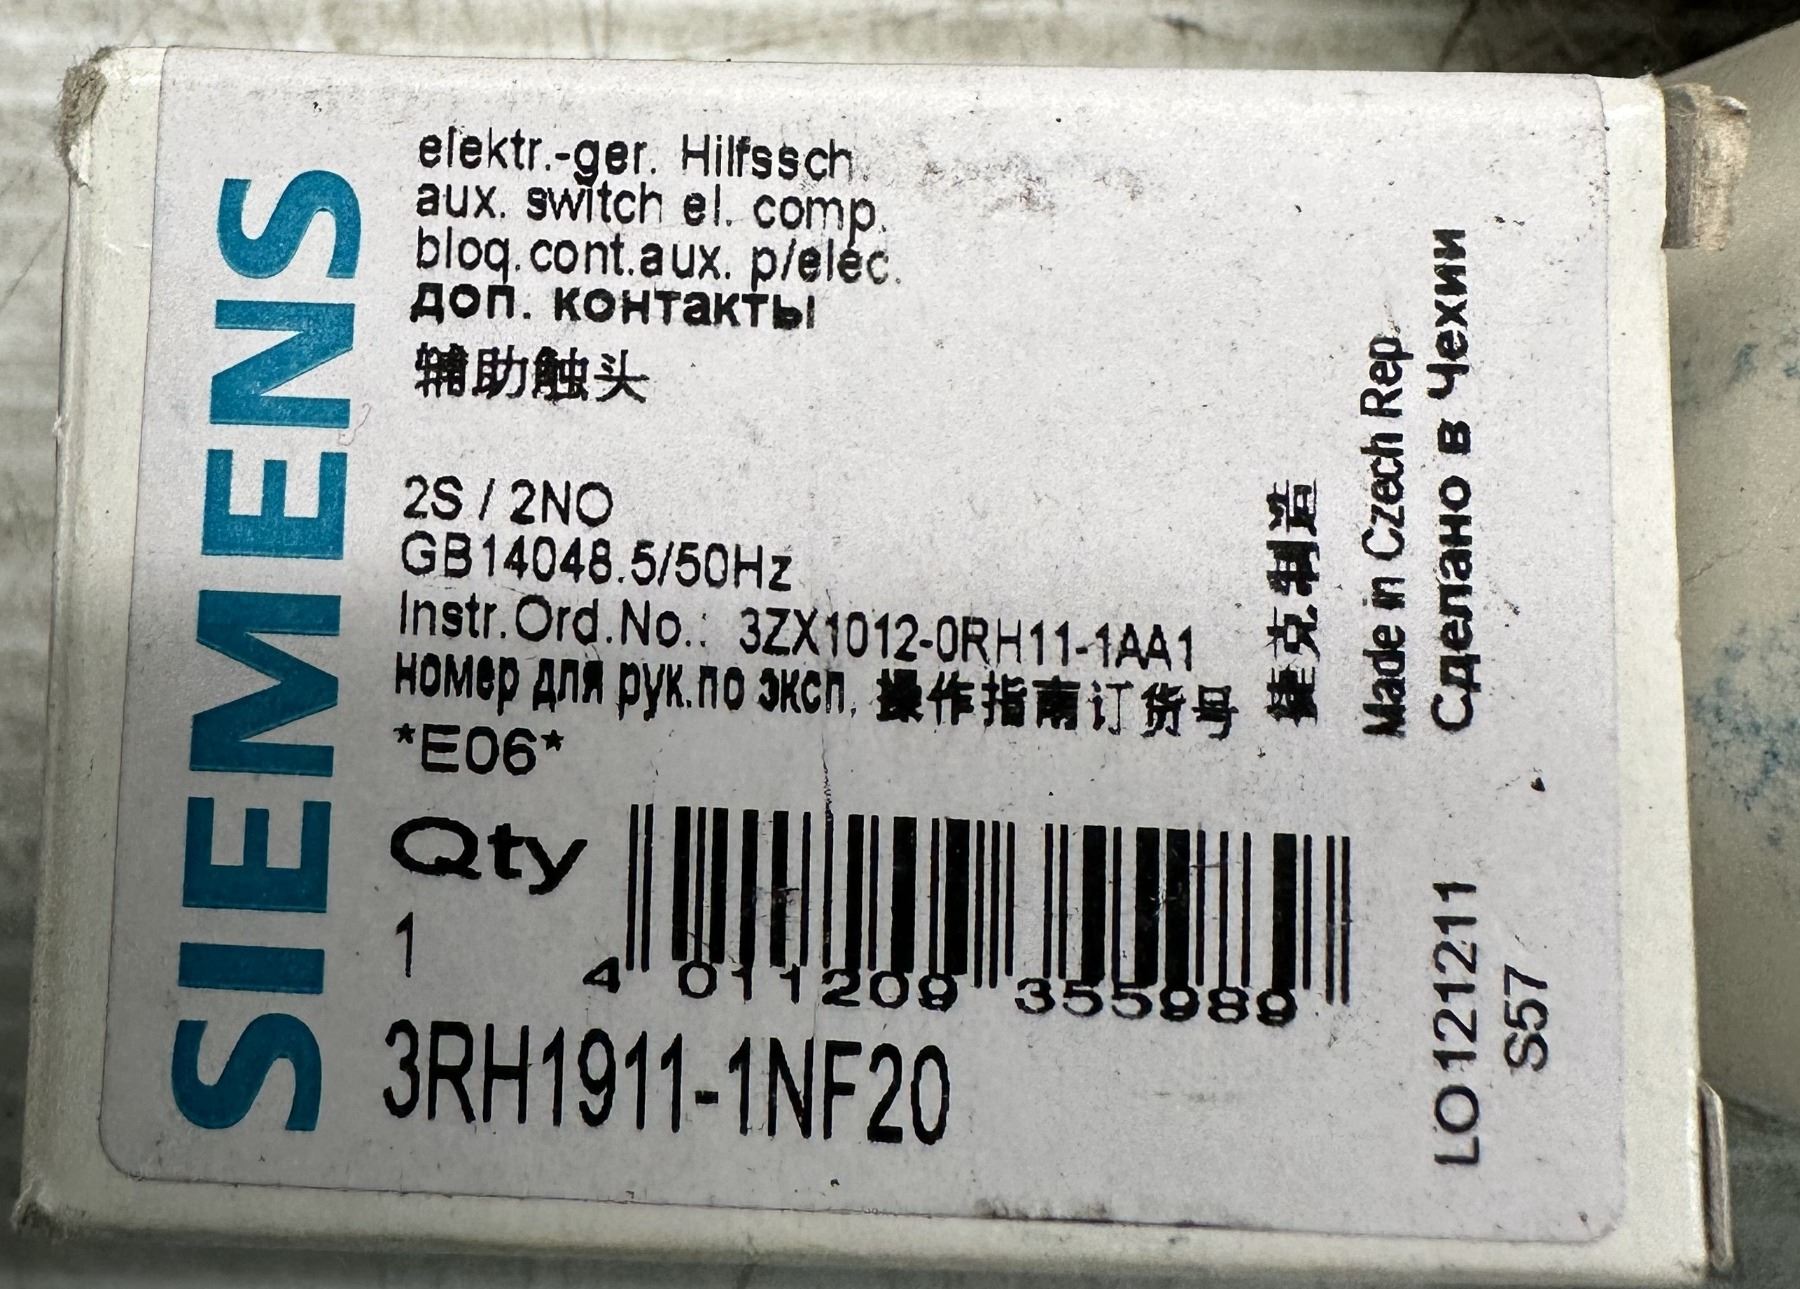 SIEMENS
elektr.-ger. Hilfssch.
aux. switch el. comp.
bloq.cont.aux. p/elec.
доп. контакты
辅助触头
2S / 2NO
GB14048.5/50Hz
Instr.Ord.No.: 3ZX1012-0RH11-1AA1
номер для рук.по эксп. 操作指南订货号
*E06*
Qty
1
4 011209 355989
3RH1911-1NF20
捷克制造
Made in Czech Rep.
Сделано в Чехии
LO121211
S57